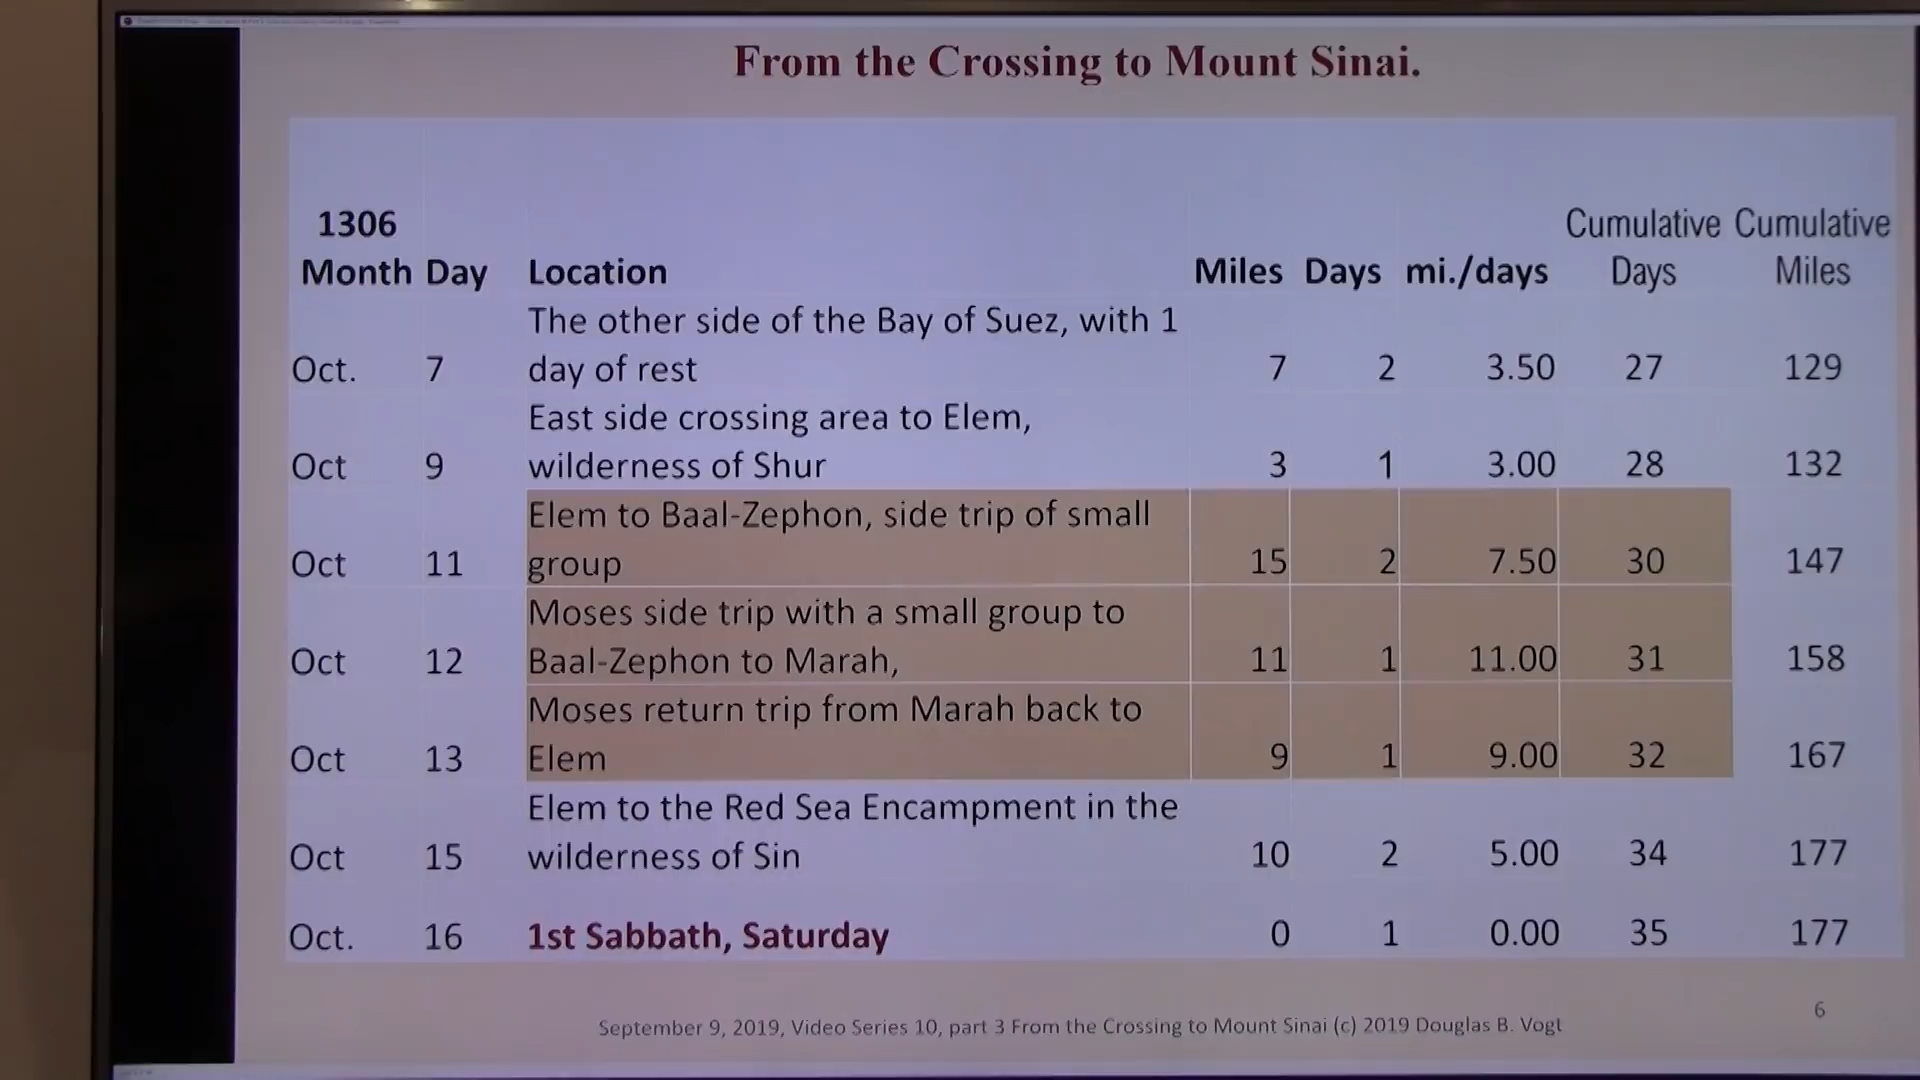 From the Crossing to Mount Sinai.
1306 Cumulative Cumulative
Month Day Location Miles Days mi./days Days Miles
The other side of the Bay of Suez, with 1
Oct. 7 day of rest 7 2 3.50 27 129
East side crossing area to Elem,
Oct 9 wilderness of Shur 3 1 3.00 28 132
Elem to Baal-Zephon, side trip of small
Oct 11 group 15 2 7.50 30 147
Moses side trip with a small group to
Oct 12 Baal-Zephon to Marah, 11 1 11.00 31 158
Moses return trip from Marah back to
Oct 13 Elem 9 1 9.00 32 167
Elem to the Red Sea Encampment in the
Oct 15 wilderness of Sin 10 2 5.00 34 177
Oct. 16 1st Sabbath, Saturday 0 1 0.00 35 177
6
September 9, 2019, Video Series 10, part 3 From the Crossing to Mount Sinai (c) 2019 Douglas B. Vogt